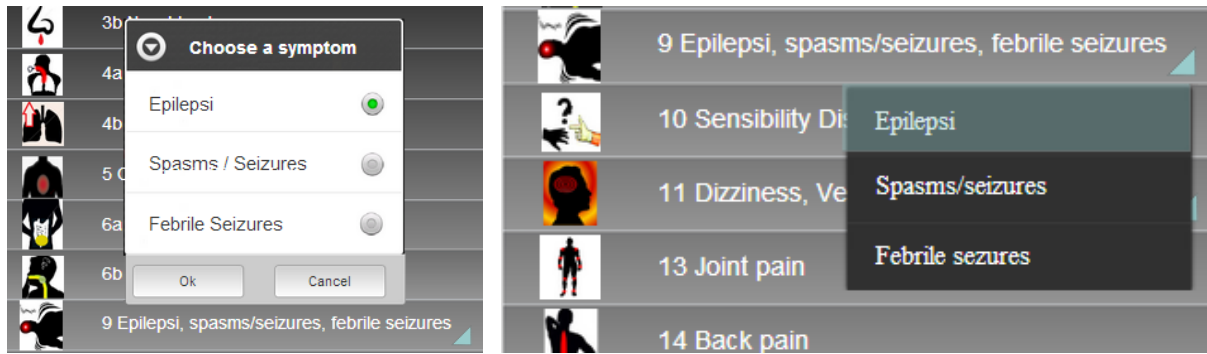 3b
Choose a symptom
4a
Epilepsi
4b
Spasms / Seizures
5
6a
Febrile Seizures
6b
Ok Cancel
9 Epilepsi, spasms/seizures, febrile seizures
9 Epilepsi, spasms/seizures, febrile seizures
10 Sensibility
Epilepsi
11 Dizziness,
Spasms/seizures
13 Joint pain
Febrile sezures
14 Back pain